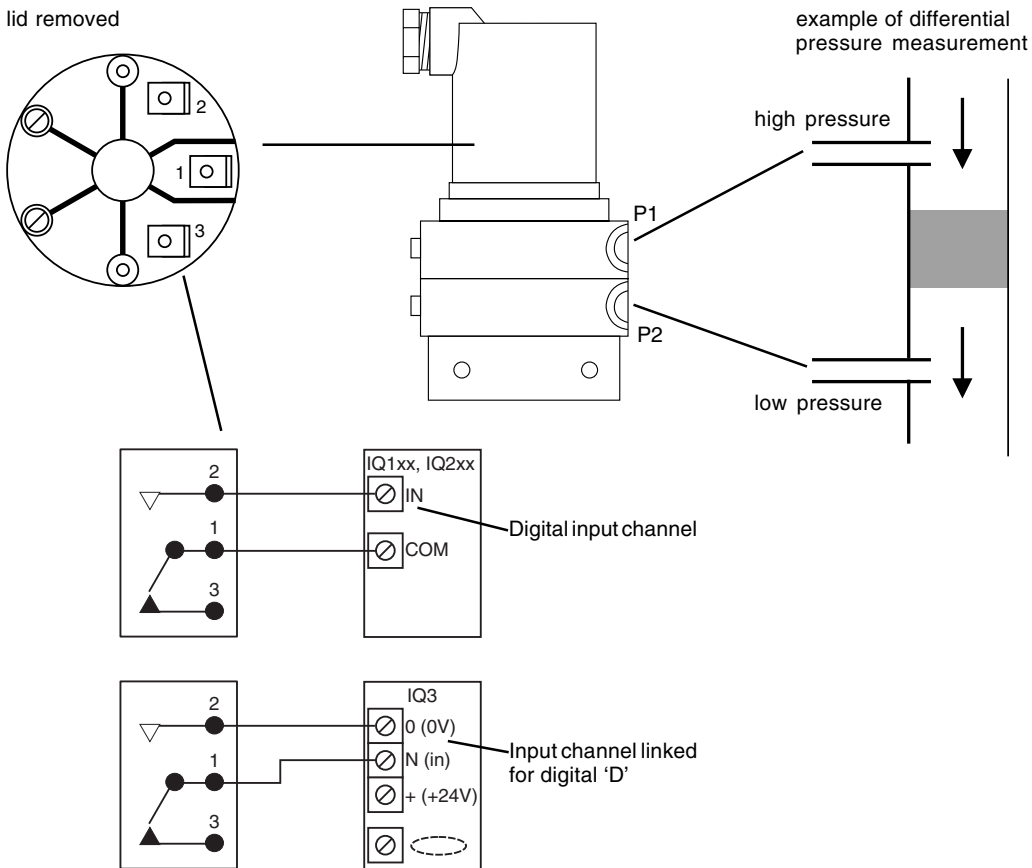 lid removed
example of differential
pressure measurement
2
1
3
high pressure
P1
P2
low pressure
2
1
3
IQ1xx, IQ2xx
IN
COM
Digital input channel
2
1
3
IQ3
0 (0V)
N (in)
+ (+24V)
Input channel linked
for digital ‘D’